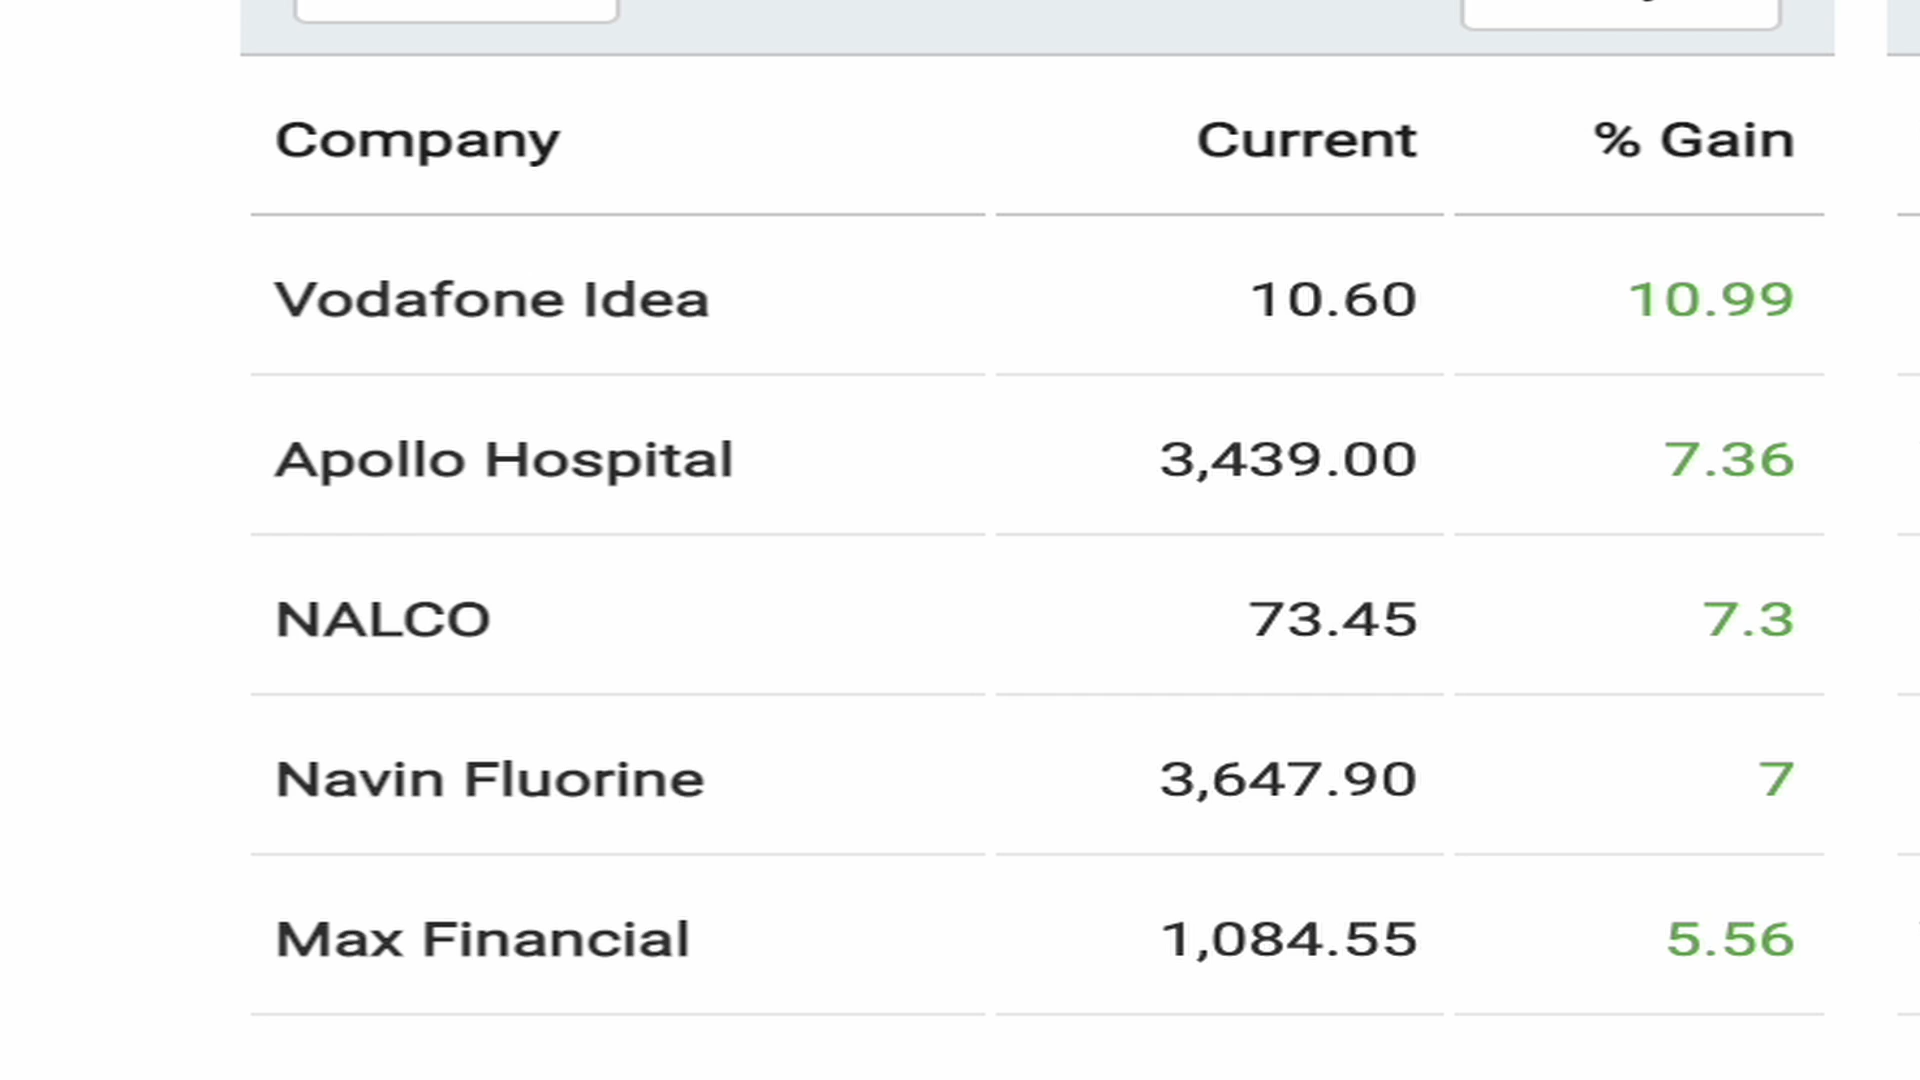 Company Current % Gain
Vodafone Idea 10.60 10.99
Apollo Hospital 3,439.00 7.36
NALCO 73.45 7.3
Navin Fluorine 3,647.90 7
Max Financial 1,084.55 5.56